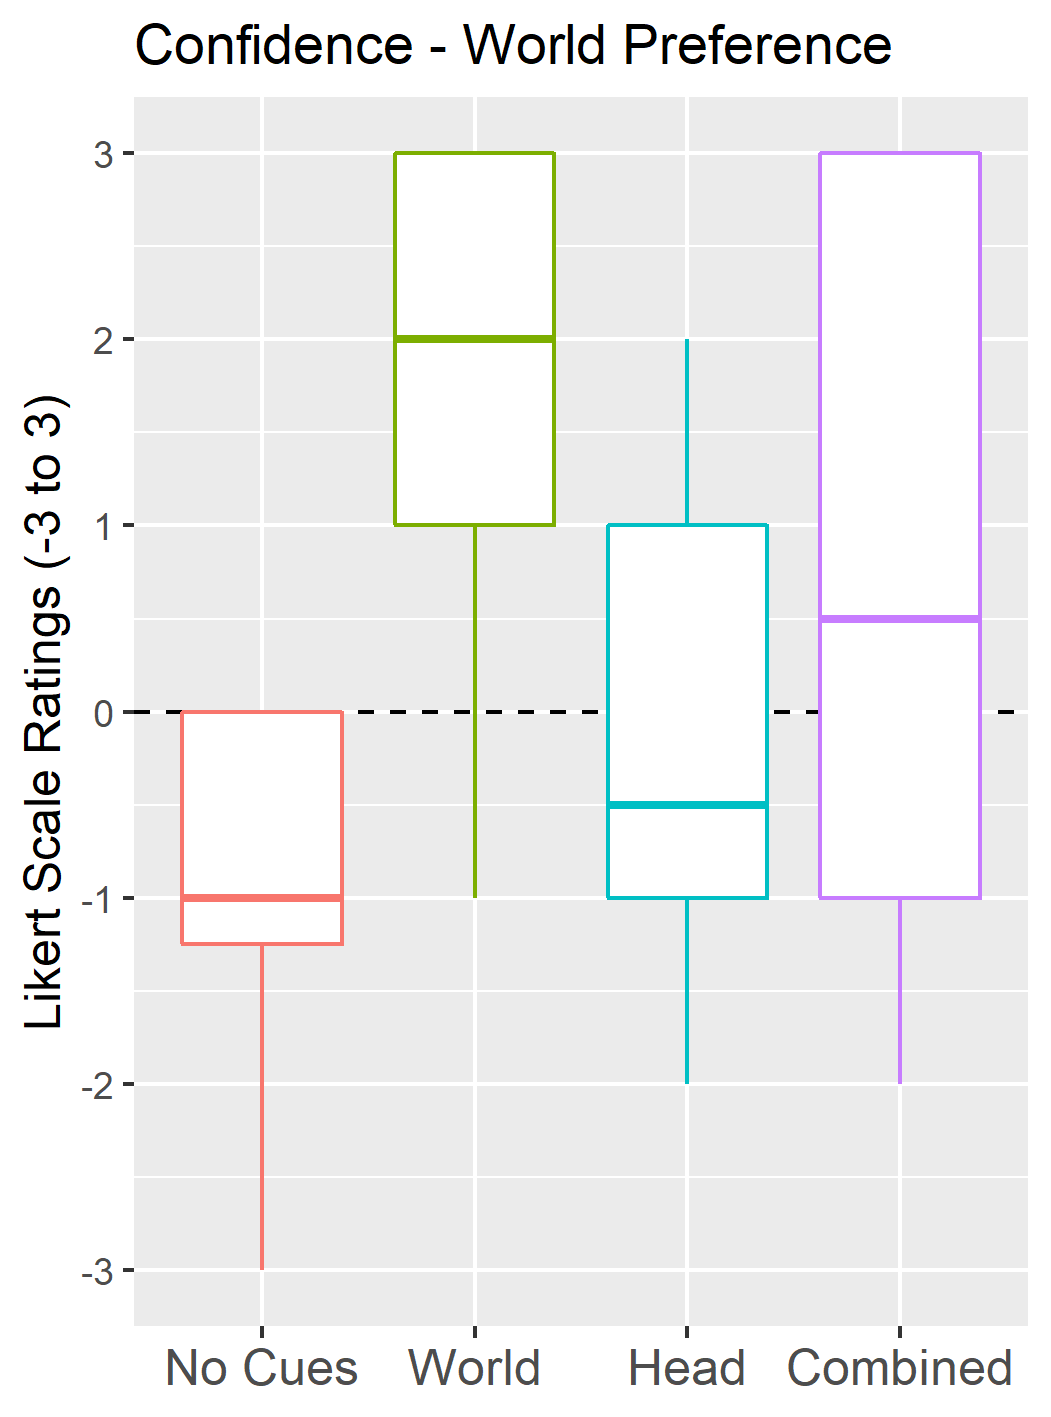 Confidence - World Preference
Likert Scale Ratings (-3 to 3)
3
2
1
0
-1
-2
-3
No Cues World Head Combined